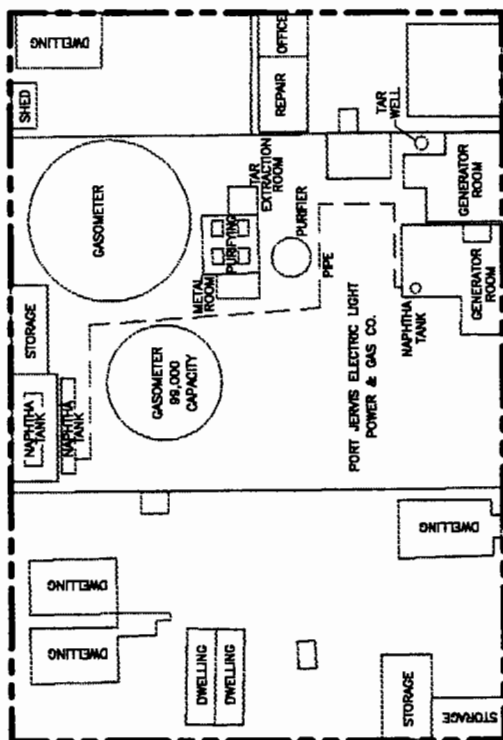 DWELLING
SHED
OFFICE
REPAIR
TAR
WELL
GASOMETER
TAR
EXTRACTION
ROOM
PURIFYING
METAL
ROOM
PURIFIER
PIPE
GENERATOR
ROOM
STORAGE
GASOMETER
99,000
CAPACITY
NAPHTHA
TANK
NAPHTHA
TANK
NAPHTHA
TANK
GENERATOR
ROOM
PORT JERVIS ELECTRIC LIGHT
POWER & GAS CO.
DWELLING
DWELLING
DWELLING
DWELLING
DWELLING
STORAGE
STORAGE